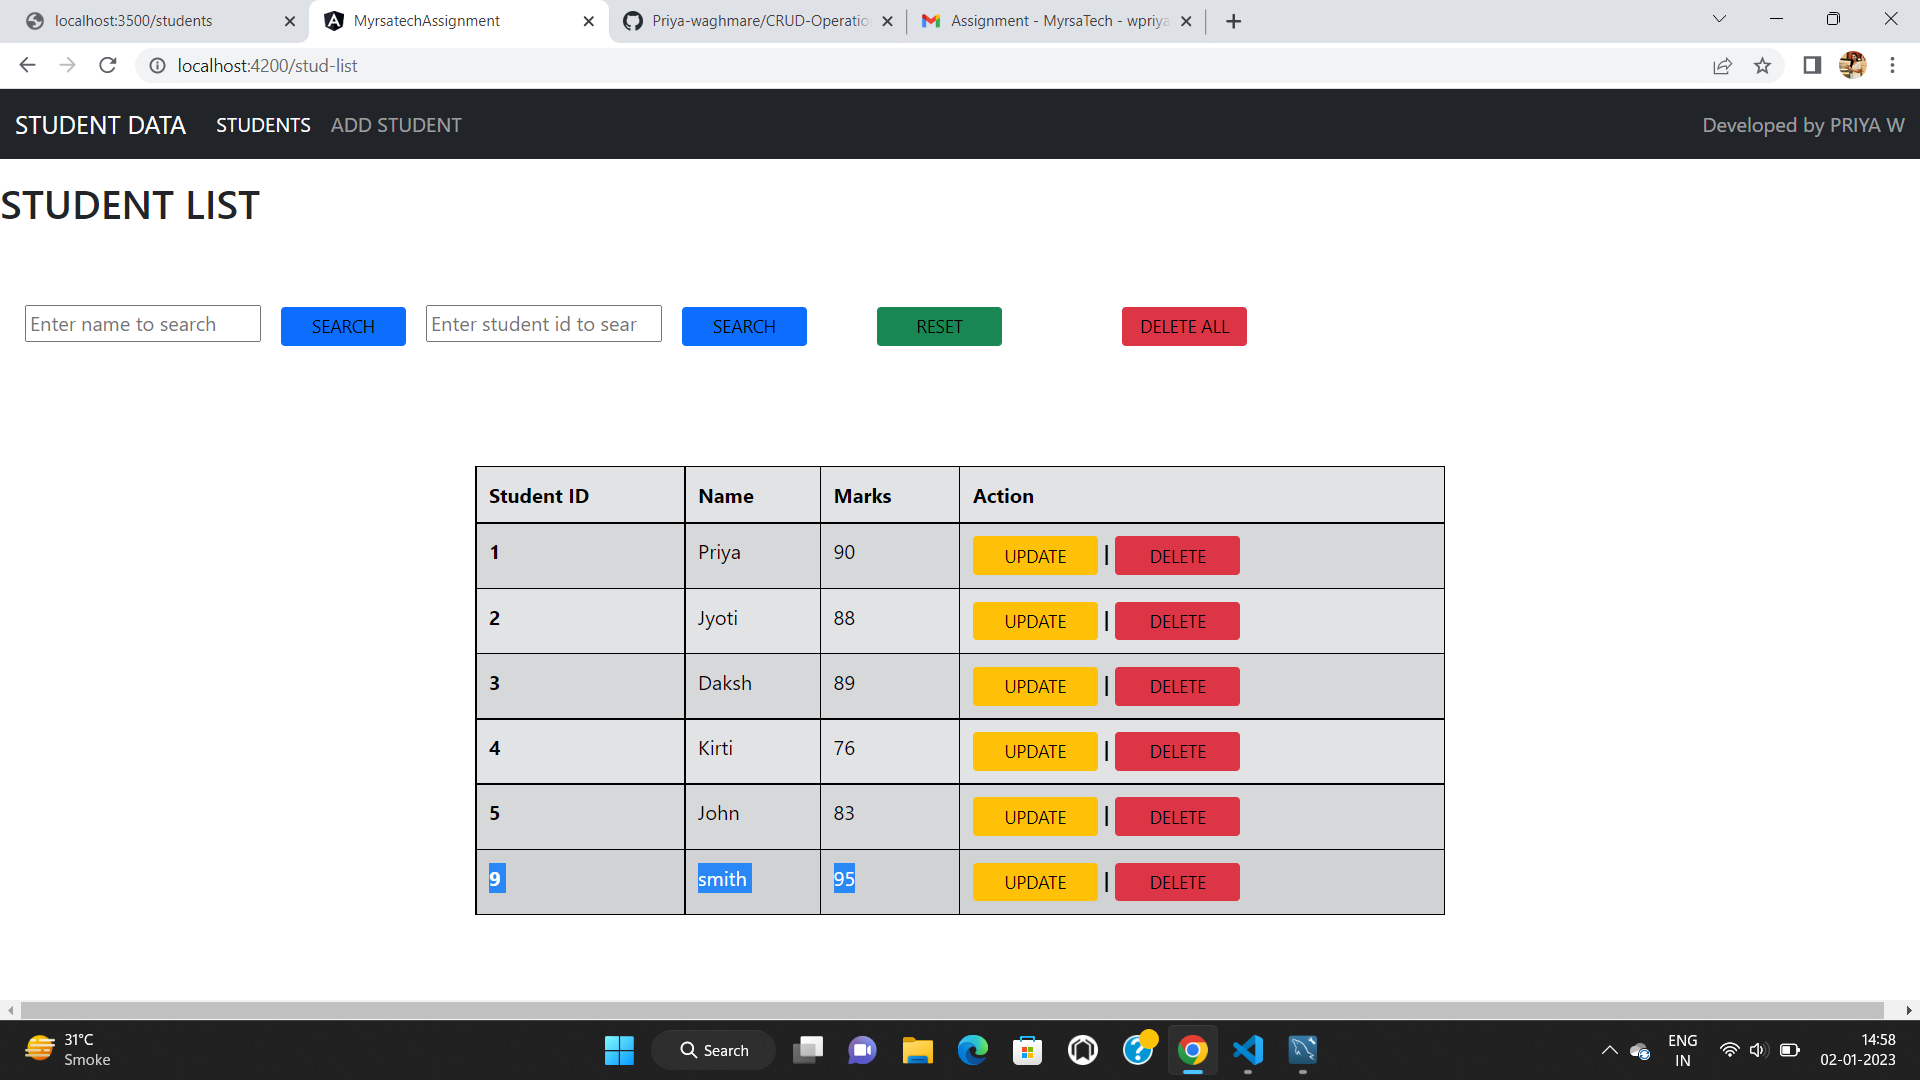 localhost:3500/students
MyrsatechAssignment
Priya-waghmare/CRUD-Operatio
Assignment - MyrsaTech - wpriya
localhost:4200/stud-list
STUDENT DATA STUDENTS ADD STUDENT Developed by PRIYA W
STUDENT LIST
Enter name to search SEARCH Enter student id to sear SEARCH RESET DELETE ALL
Student ID Name Marks Action
1 Priya 90 UPDATE | DELETE
2 Jyoti 88 UPDATE | DELETE
3 Daksh 89 UPDATE | DELETE
4 Kirti 76 UPDATE | DELETE
5 John 83 UPDATE | DELETE
9 smith 95 UPDATE | DELETE
31°C
Smoke
Search
ENG
IN
14:58
02-01-2023